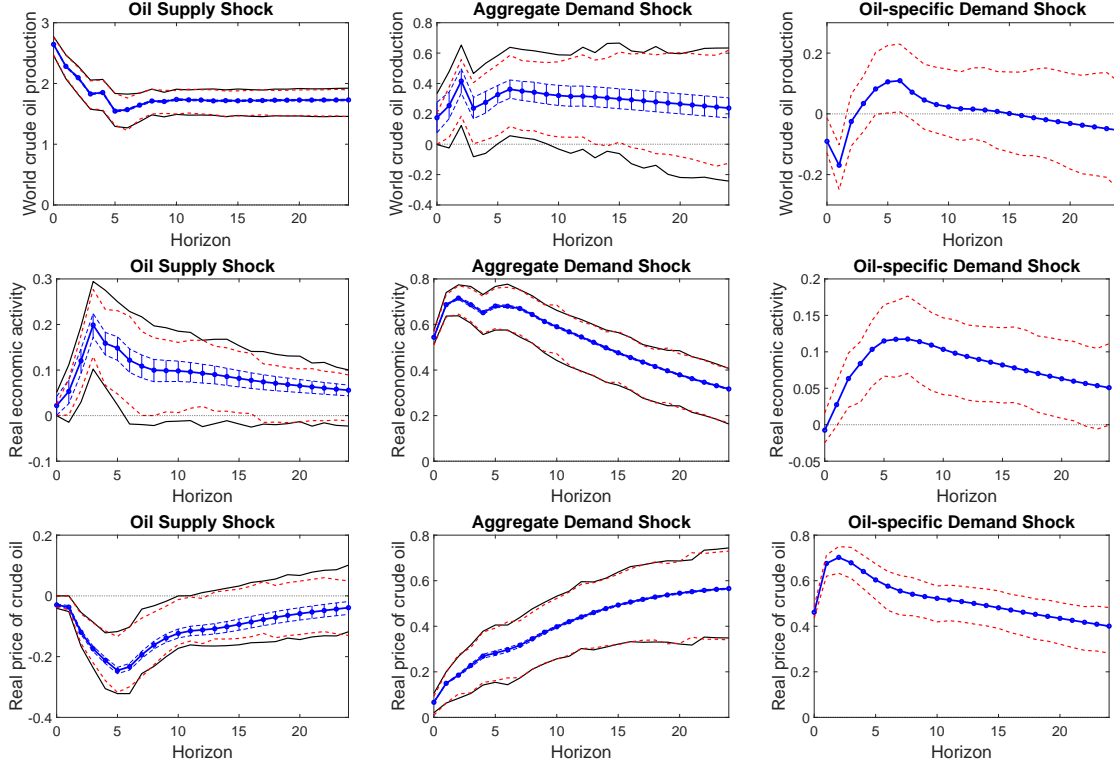 Oil Supply Shock
World crude oil production
3
2
1
0
0 5 10 15 20
Horizon
Aggregate Demand Shock
World crude oil production
0.8
0.6
0.4
0.2
0
-0.4
0 5 10 15 20
Horizon
Oil-specific Demand Shock
World crude oil production
0.2
0
-0.2
0 5 10 15 20
Horizon
Oil Supply Shock
Real economic activity
0.3
0.2
0.1
0
-0.1
0 5 10 15 20
Horizon
Aggregate Demand Shock
Real economic activity
0.8
0.6
0.4
0.2
0
0 5 10 15 20
Horizon
Oil-specific Demand Shock
Real economic activity
0.2
0.15
0.1
0.05
0
-0.05
0 5 10 15 20
Horizon
Oil Supply Shock
Real price of crude oil
0.2
0
-0.2
-0.4
0 5 10 15 20
Horizon
Aggregate Demand Shock
Real price of crude oil
0.8
0.6
0.4
0.2
0
0 5 10 15 20
Horizon
Oil-specific Demand Shock
Real price of crude oil
0.8
0.6
0.4
0.2
0
0 5 10 15 20
Horizon